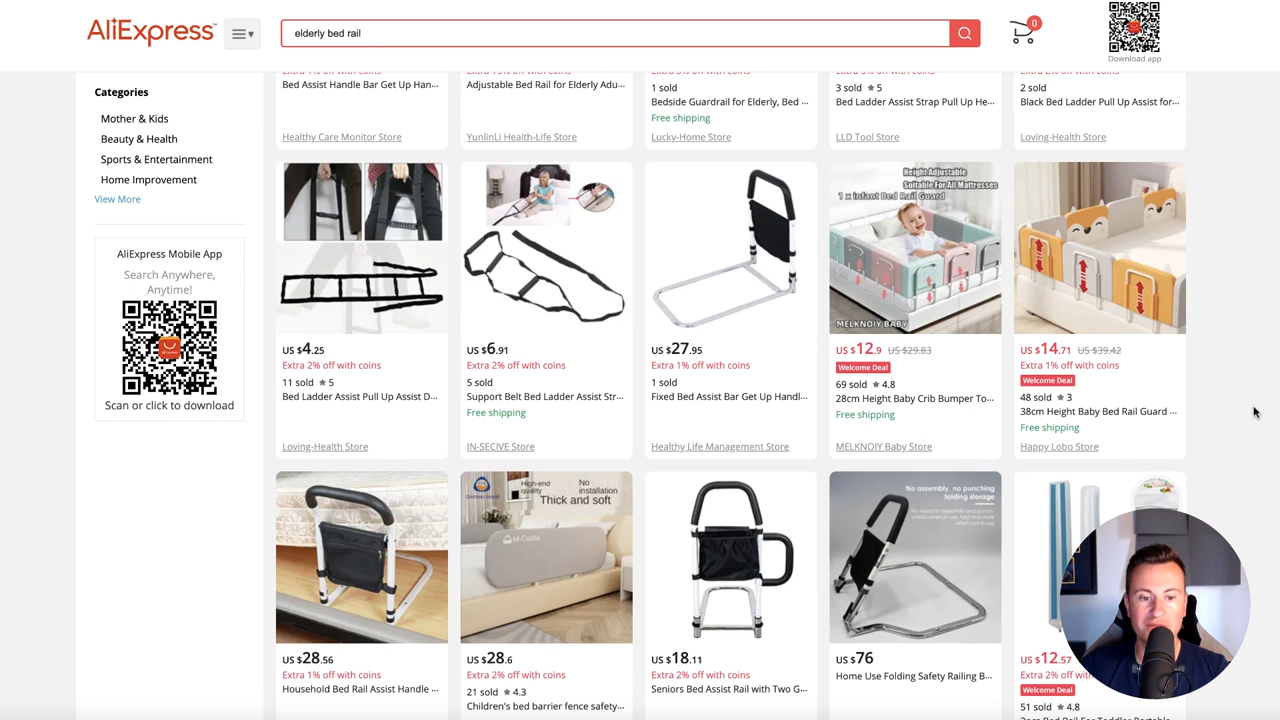 AliExpress™
elderly bed rail
0
Download app
Categories
Mother & Kids
Beauty & Health
Sports & Entertainment
Home Improvement
View More
AliExpress Mobile App
Search Anywhere,
Anytime!
AliExpress
Scan or click to download
Bed Assist Handle Bar Get Up Han...
Healthy Care Monitor Store
Adjustable Bed Rail for Elderly Adu...
YunlinLi Health-Life Store
1 sold
Bedside Guardrail for Elderly, Bed ...
Free shipping
Lucky-Home Store
3 sold ★ 5
Bed Ladder Assist Strap Pull Up He...
LLD Tool Store
2 sold
Black Bed Ladder Pull Up Assist for...
Loving-Health Store
US $4.25
Extra 2% off with coins
11 sold ★ 5
Bed Ladder Assist Pull Up Assist D...
Loving-Health Store
US $6.91
Extra 2% off with coins
5 sold
Support Belt Bed Ladder Assist Str...
Free shipping
IN-SECIVE Store
US $27.95
Extra 1% off with coins
1 sold
Fixed Bed Assist Bar Get Up Handl...
Healthy Life Management Store
Height Adjustable
Suitable For All Mattresses
1 x infant Bed Rail Guard
MELKNOIY BABY
US $12.9 US $29.83
Welcome Deal
69 sold ★ 4.8
28cm Height Baby Crib Bumper To...
Free shipping
MELKNOIY Baby Store
US $14.71 US $39.42
Extra 1% off with coins
Welcome Deal
48 sold ★ 3
38cm Height Baby Bed Rail Guard ...
Free shipping
Happy Lobo Store
US $28.56
Extra 1% off with coins
Household Bed Rail Assist Handle ...
High-end
quality
No
installation
Thick and soft
M-Castle
US $28.6
Extra 2% off with coins
21 sold ★ 4.3
Children's bed barrier fence safety...
US $18.11
Extra 2% off with coins
Seniors Bed Assist Rail with Two G...
No assembly, no punching
folding storage
US $76
Home Use Folding Safety Railing B...
US $12.57
Extra 2% off
Welcome Deal
51 sold ★ 4.8